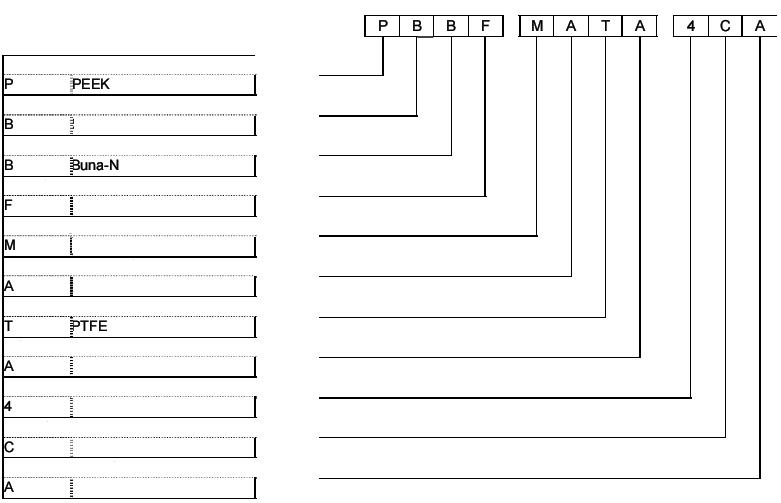 P B B F M A T A 4 C A
P PEEK
B
B Buna-N
F
M
A
T PTFE
A
4
C
A